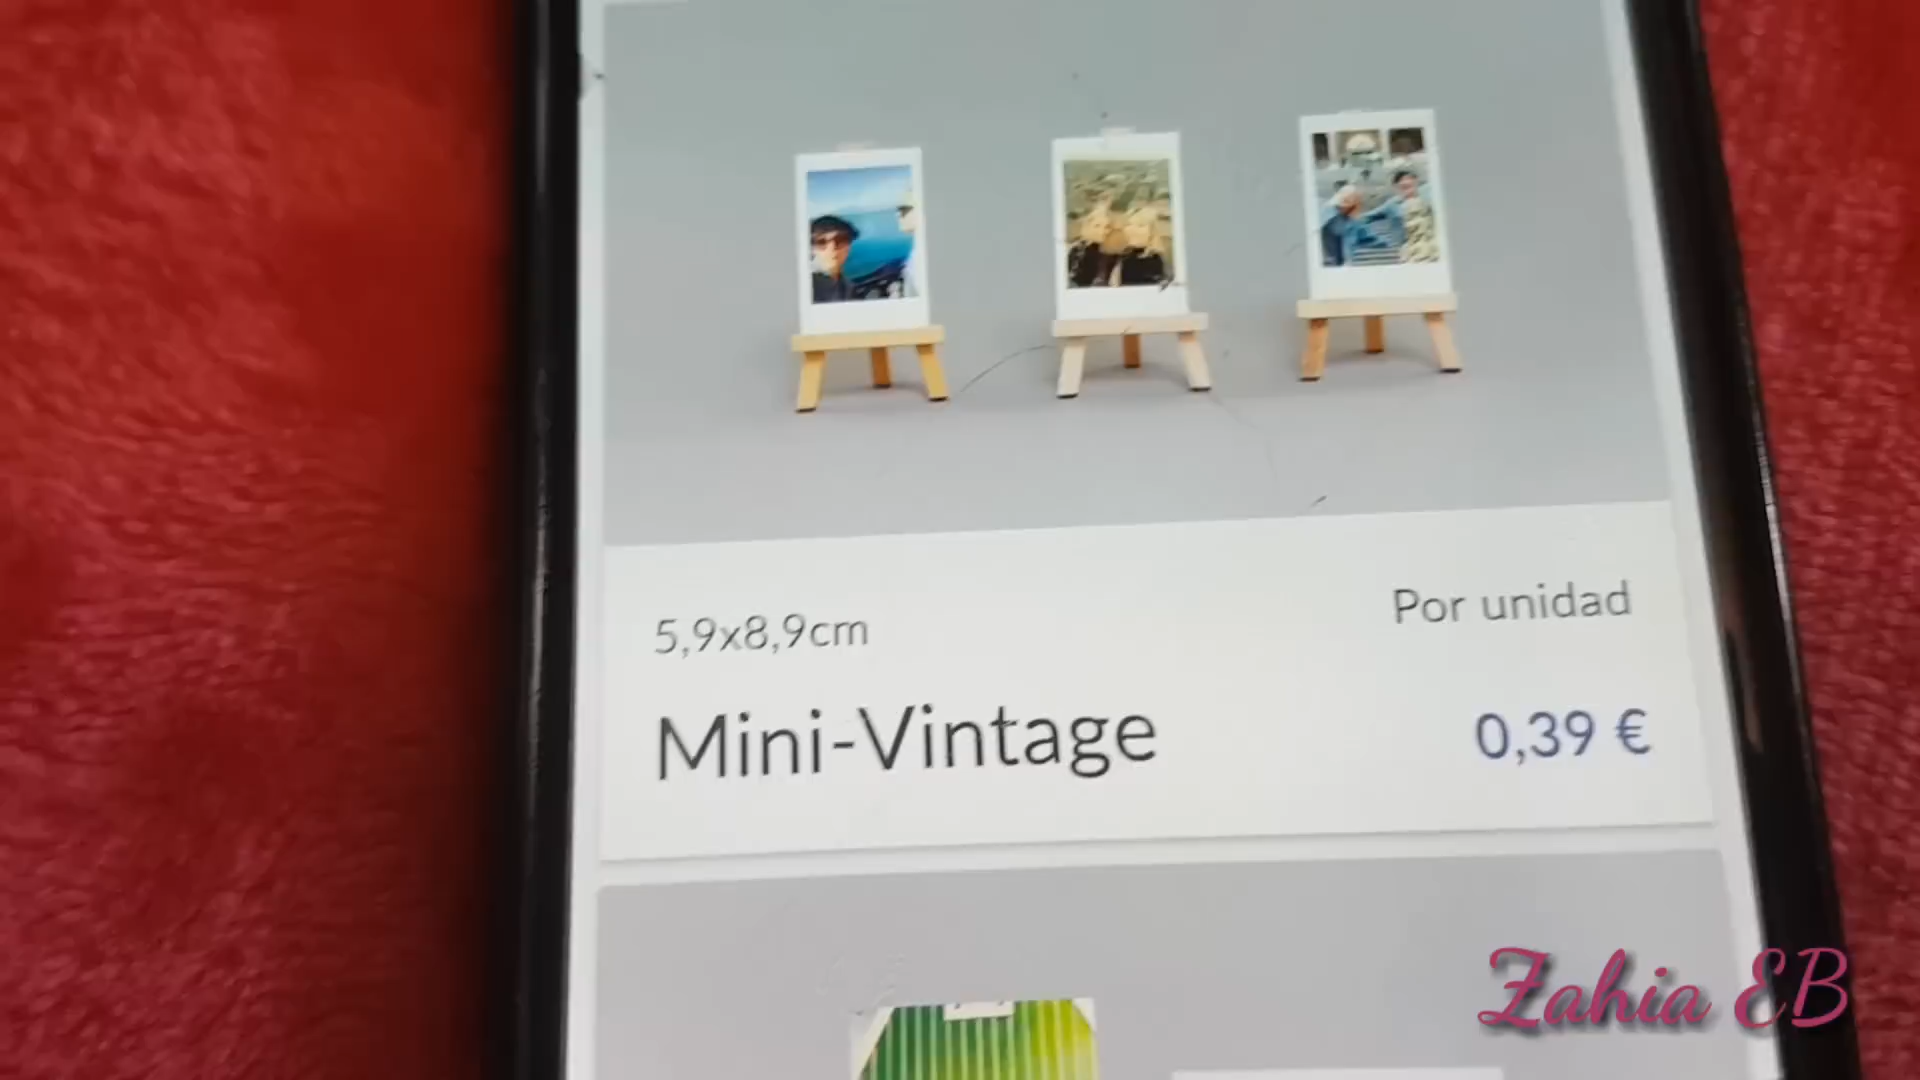 5,9x8,9cm
Por unidad
Mini-Vintage
0,39 €
Zahia EB